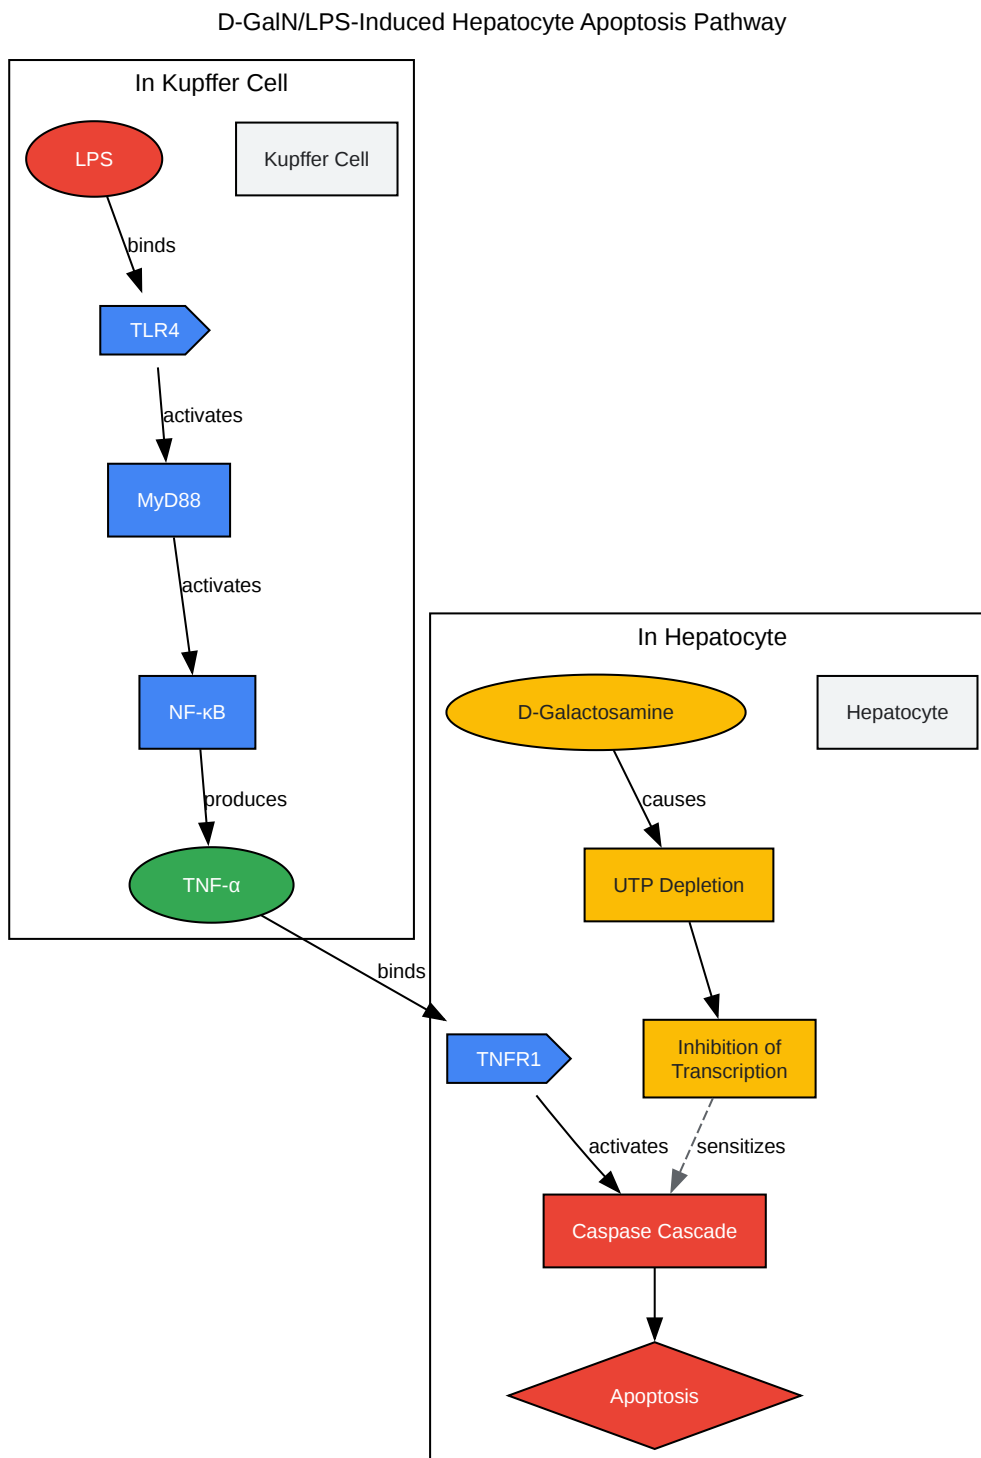 D-GalN/LPS-Induced Hepatocyte Apoptosis Pathway
In Kupffer Cell
LPS
Kupffer Cell
binds
TLR4
activates
MyD88
activates
NF-κB
produces
TNF-α
binds
In Hepatocyte
D-Galactosamine
Hepatocyte
causes
UTP Depletion
Inhibition of
Transcription
TNFR1
activates
sensitizes
Caspase Cascade
Apoptosis